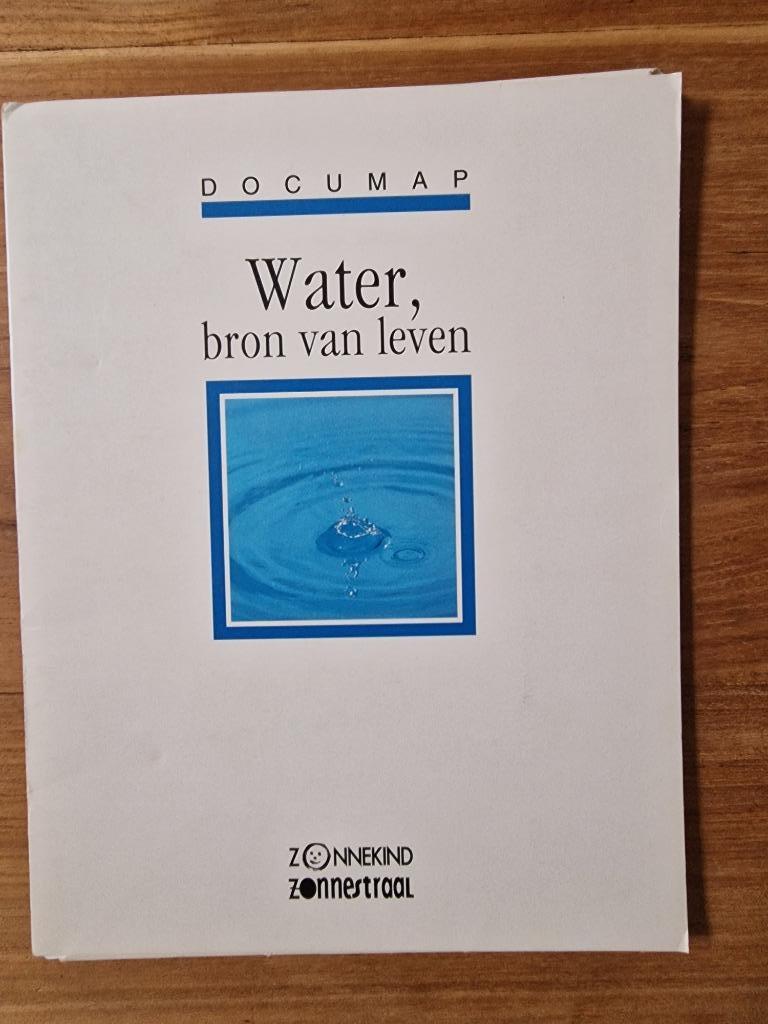 DOCUMAP
Water,
bron van leven
ZONNEKIND
Zonnestraal